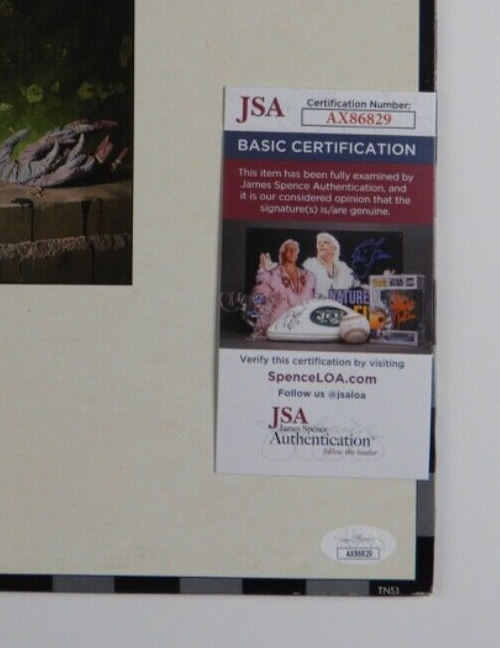 JSA
Certification Number:
AX86829
BASIC CERTIFICATION
This item has been fully examined by
James Spence Authentication, and
it is our considered opinion that the
signature(s) is/are genuine.
NATURE
Verify this certification by visiting
SpenceLOA.com
Follow us @jsaloa
JSA
James Spence
Authentication
follow the leader
AX86829
TN53